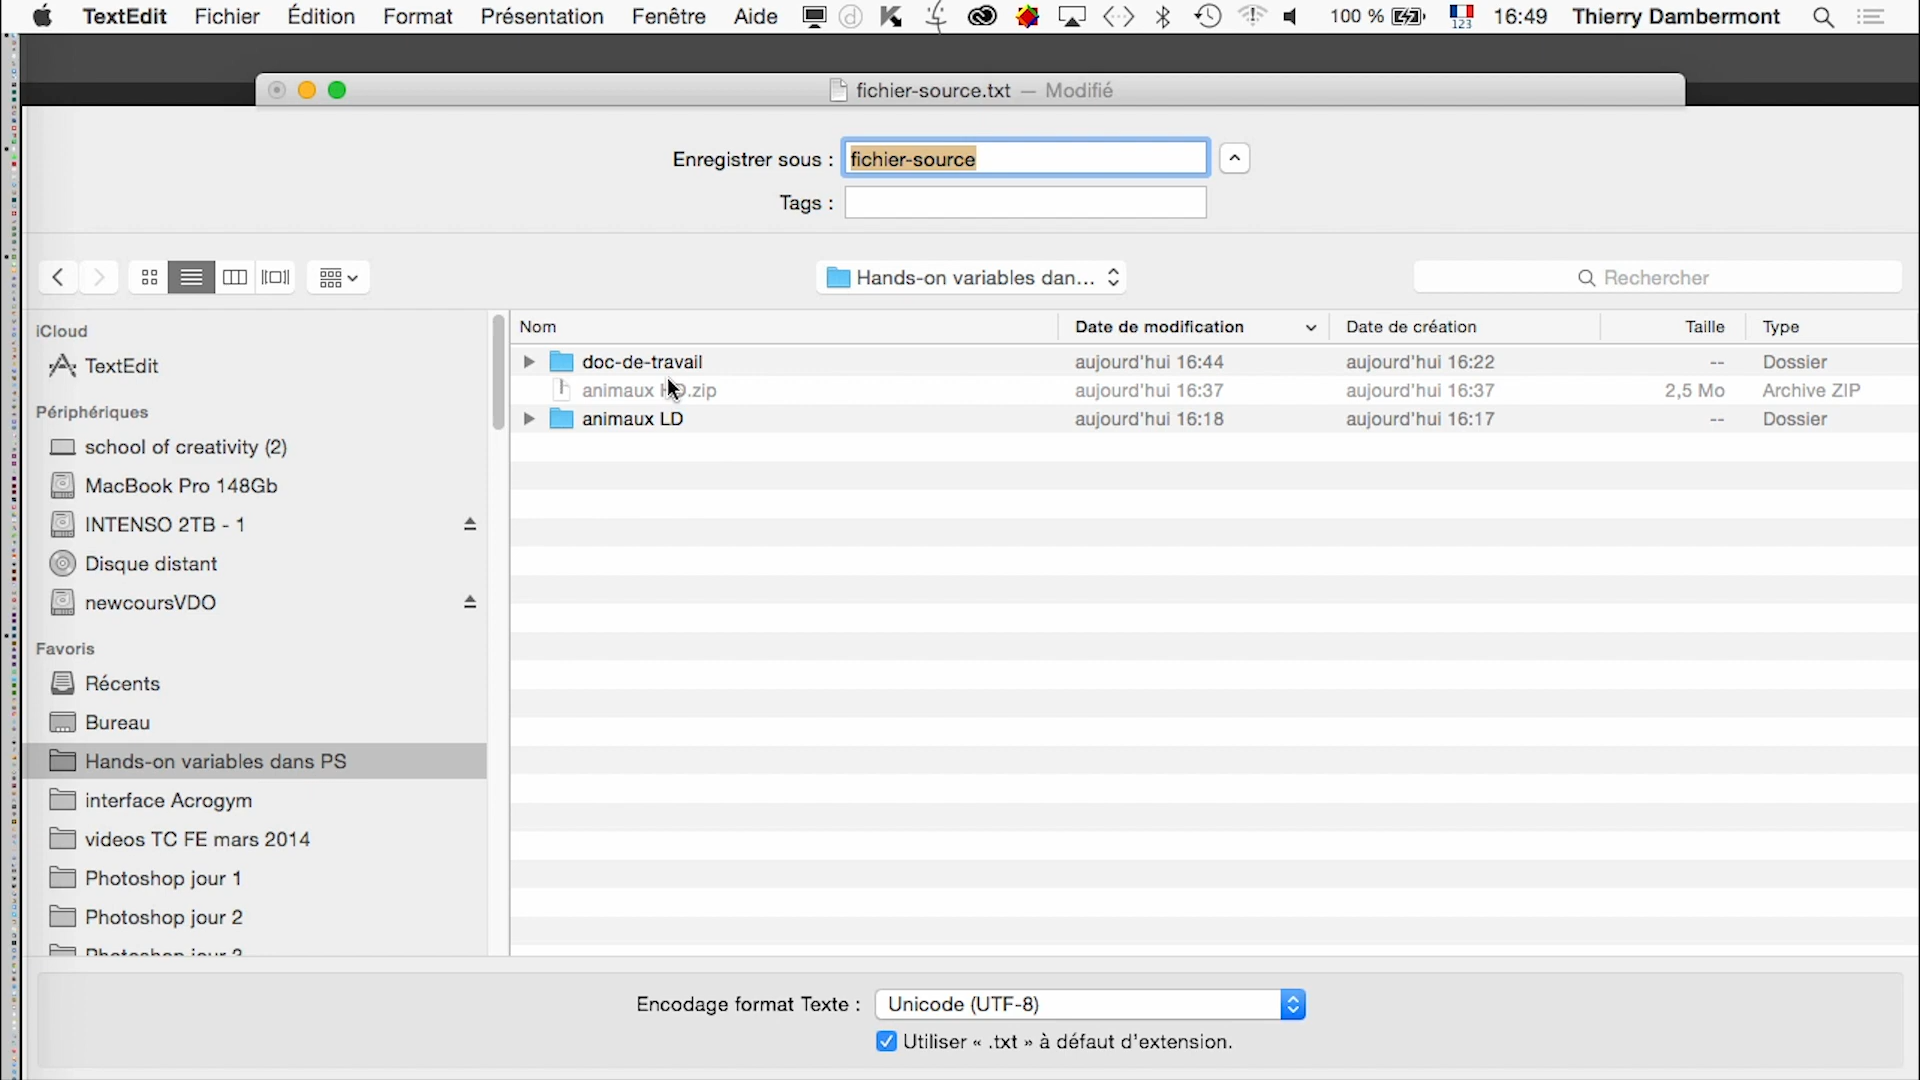 TextEdit Fichier Édition Format Présentation Fenêtre Aide 100 % 123 16:49 Thierry Dambermont
fichier-source.txt — Modifié
Enregistrer sous : fichier-source
Tags :
Hands-on variables dan... Rechercher
iCloud
TextEdit
Périphériques
school of creativity (2)
MacBook Pro 148Gb
INTENSO 2TB - 1
Disque distant
newcoursVDO
Favoris
Récents
Bureau
Hands-on variables dans PS
interface Acrogym
videos TC FE mars 2014
Photoshop jour 1
Photoshop jour 2
Nom Date de modification Date de création Taille Type
doc-de-travail aujourd'hui 16:44 aujourd'hui 16:22 -- Dossier
animaux aujourd'hui 16:37 aujourd'hui 16:37 2,5 Mo Archive ZIP
animaux LD aujourd'hui 16:18 aujourd'hui 16:17 -- Dossier
Encodage format Texte : Unicode (UTF-8)
Utiliser « .txt » à défaut d'extension.